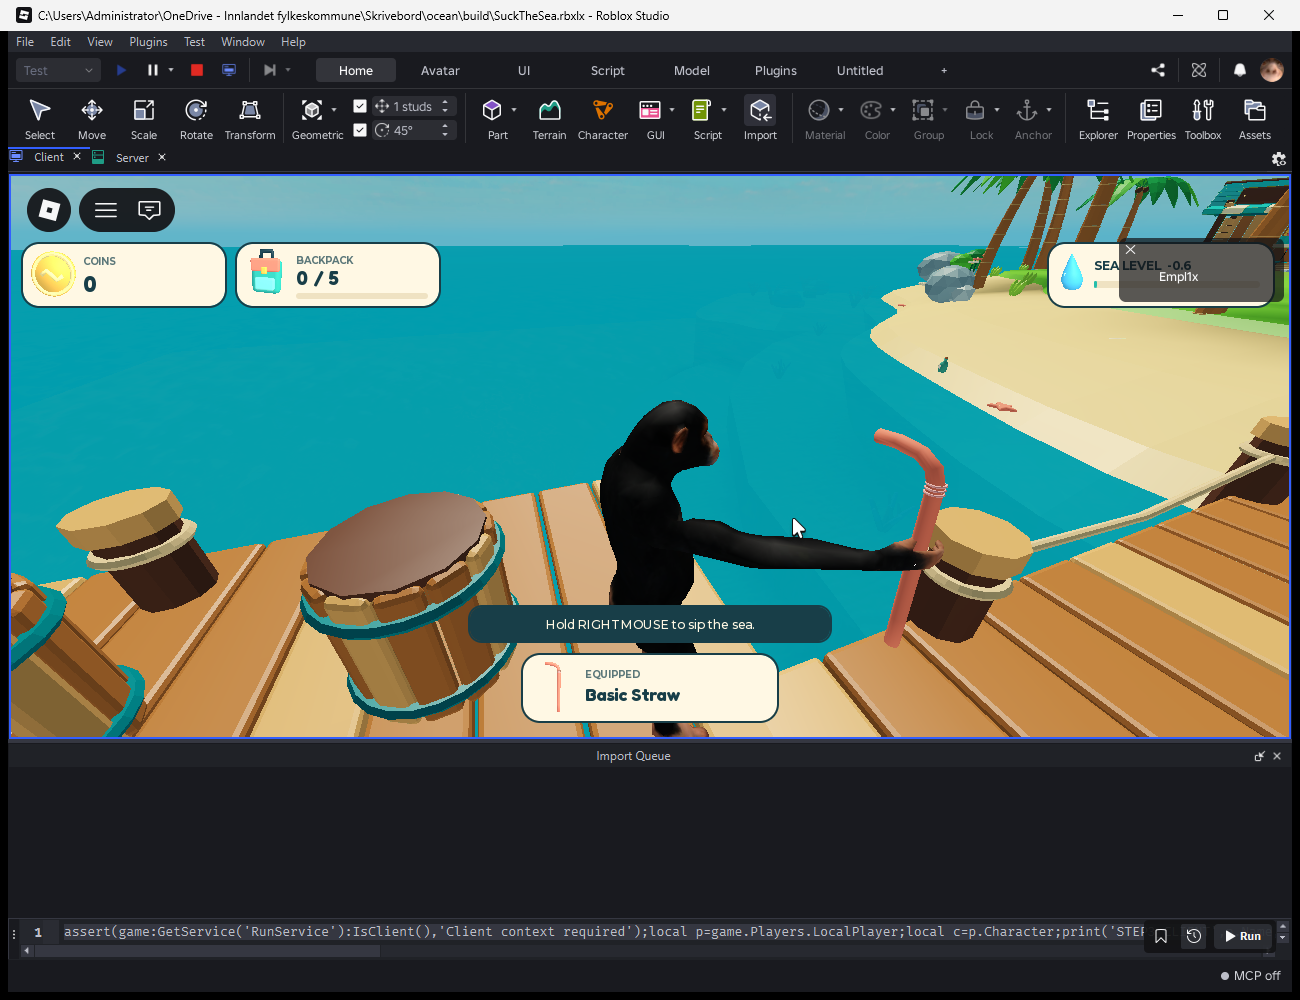 C:\Users\Administrator\OneDrive - Innlandet fylkeskommune\Skrivebord\ocean\build\SuckTheSea.rbxlx - Roblox Studio
File Edit View Plugins Test Window Help
Test Home Avatar UI Script Model Plugins Untitled +
1 studs
45°
Select Move Scale Rotate Transform Geometric Part Terrain Character GUI Script Import Material Color Group Lock Anchor Explorer Properties Toolbox Assets
Client Server
COINS
0
BACKPACK
0 / 5
SEA LEVEL -0.6
Empl1x
Hold RIGHT MOUSE to sip the sea.
EQUIPPED
Basic Straw
Import Queue
1 assert(game:GetService('RunService'):IsClient(),'Client context required');local p=game.Players.LocalPlayer;local c=p.Character;print('STEP
Run
MCP off